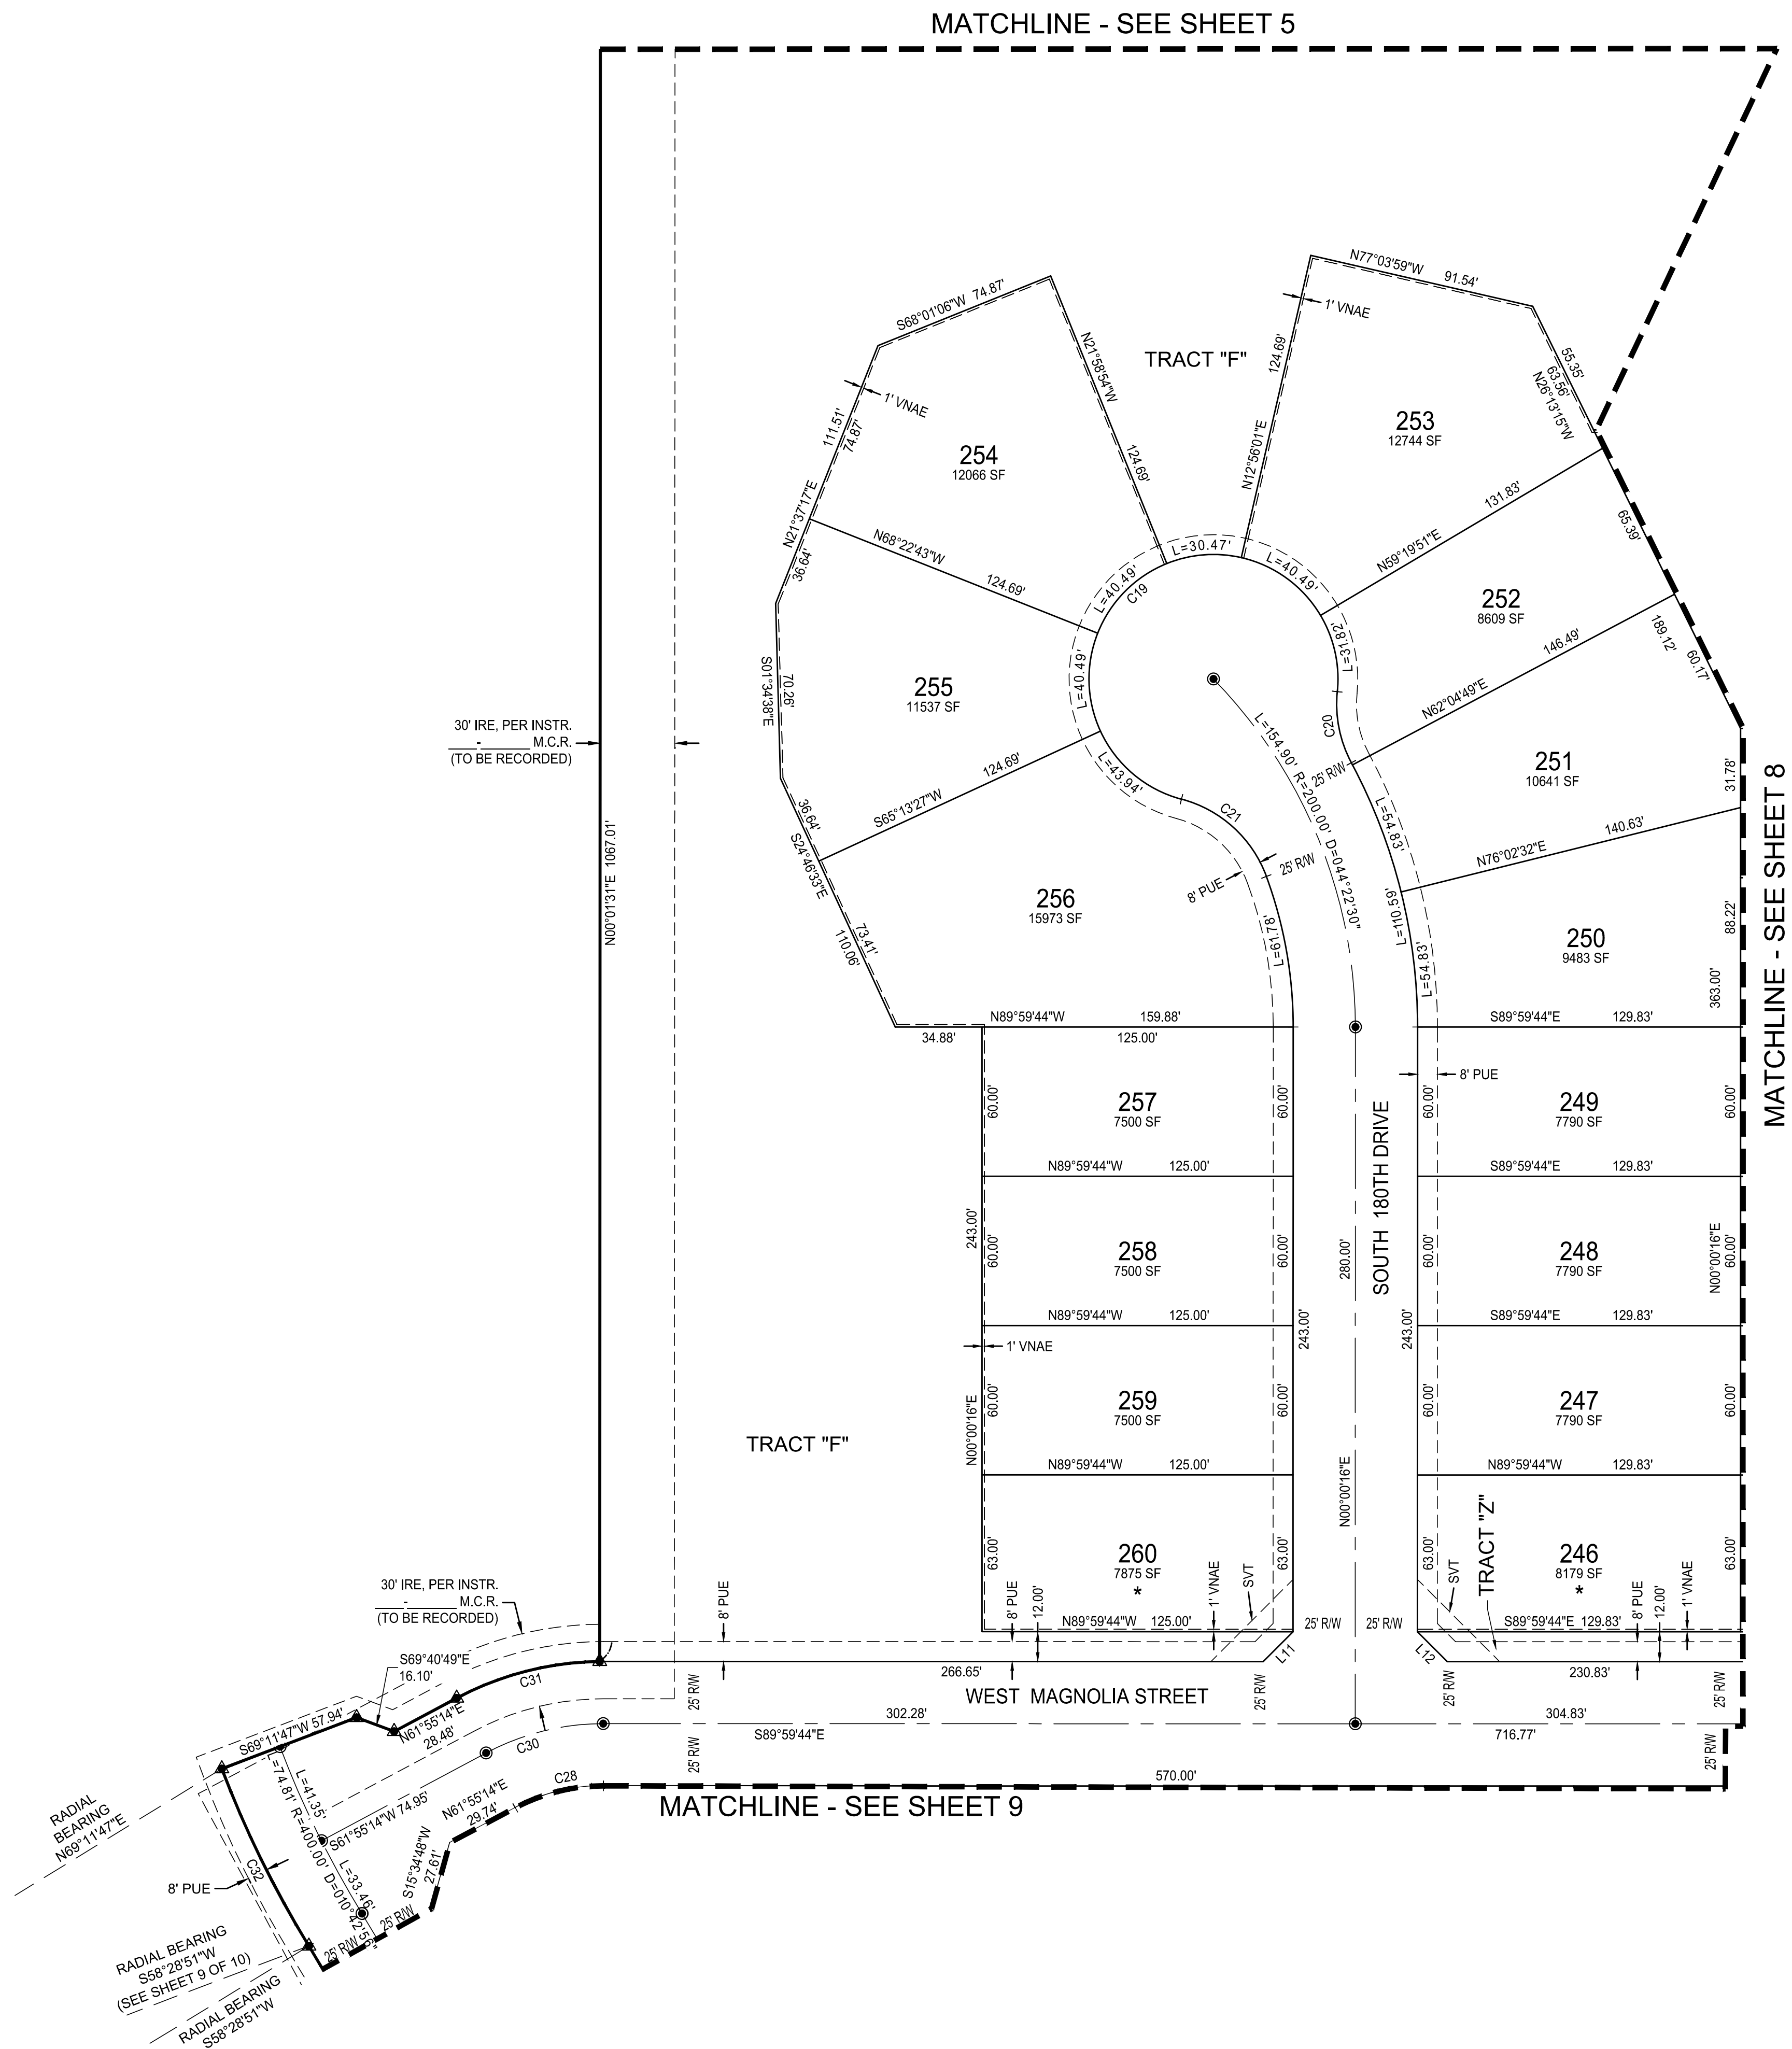 MATCHLINE - SEE SHEET 5
N77°03'59"W 91.54'
1' VNAE
S68°01'06"W 74.87'
TRACT "F"
N21°58'54"W
124.69'
124.69'
N12°56'01"E
55.35'
63.56'
N26°13'15"W
253
12744 SF
1' VNAE
111.51'
74.87'
254
12066 SF
N21°37'17"E
36.64'
N68°22'43"W
124.69'
131.83'
N59°19'51"E
65.39'
L=30.47'
L=40.49'
C19
L=40.49'
252
8609 SF
L=31.82'
146.49'
N62°04'49"E
189.12'
60.17'
S01°34'38"E
70.26'
255
11537 SF
L=40.49'
30' IRE, PER INSTR.
____-_______ M.C.R.
(TO BE RECORDED)
C20
25' R/W
251
10641 SF
31.78'
MATCHLINE - SEE SHEET 8
L=154.90' R=200.00' D=044°22'30"
L=43.94'
C21
124.69'
S65°13'27"W
36.64'
S24°46'33"E
L=54.83'
140.63'
N76°02'32"E
N00°01'31"E 1067.01'
25' R/W
8' PUE
256
15973 SF
L=110.59'
73.41'
110.06'
L=61.78'
250
9483 SF
88.22'
L=54.83'
363.00'
N89°59'44"W 159.88'
34.88'
125.00'
S89°59'44"E 129.83'
8' PUE
60.00'
257
7500 SF
60.00'
SOUTH 180TH DRIVE
60.00'
249
7790 SF
60.00'
N89°59'44"W 125.00'
S89°59'44"E 129.83'
243.00'
60.00'
258
7500 SF
60.00'
280.00'
60.00'
248
7790 SF
N00°00'16"E
60.00'
N89°59'44"W 125.00'
S89°59'44"E 129.83'
243.00'
243.00'
1' VNAE
N00°00'16"E
60.00'
259
7500 SF
60.00'
60.00'
247
7790 SF
60.00'
TRACT "F"
N89°59'44"W 125.00'
N89°59'44"W 129.83'
N00°00'16"E
63.00'
260
7875 SF
*
63.00'
63.00'
246
8179 SF
*
63.00'
TRACT "Z"
SVT
SVT
1' VNAE
1' VNAE
30' IRE, PER INSTR.
____-_______ M.C.R.
(TO BE RECORDED)
8' PUE
8' PUE
12.00'
N89°59'44"W 125.00'
25' R/W
25' R/W
S89°59'44"E 129.83'
8' PUE
12.00'
L11
L12
S69°40'49"E
16.10'
C31
266.65'
230.83'
WEST MAGNOLIA STREET
25' R/W
25' R/W
25' R/W
25' R/W
S69°11'47"W 57.94'
N61°55'14"E
28.48'
302.28'
304.83'
S89°59'44"E
716.77'
C30
25' R/W
25' R/W
L=41.35'
L=74.81' R=400.00' D=010°42'56"
S61°55'14"W 74.95'
N61°55'14"E
29.74'
C28
570.00'
MATCHLINE - SEE SHEET 9
RADIAL
BEARING
N69°11'47"E
C32
L=33.46'
S15°34'48"W
27.61'
8' PUE
25' R/W
25' R/W
RADIAL BEARING
S58°28'51"W
(SEE SHEET 9 OF 10)
RADIAL BEARING
S58°28'51"W